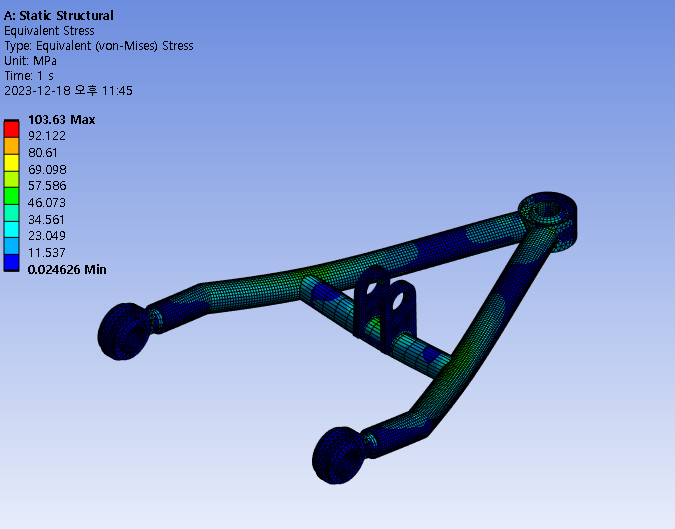 A: Static Structural
Equivalent Stress
Type: Equivalent (von-Mises) Stress
Unit: MPa
Time: 1 s
2023-12-18 오후 11:45
103.63 Max
92.122
80.61
69.098
57.586
46.073
34.561
23.049
11.537
0.024626 Min